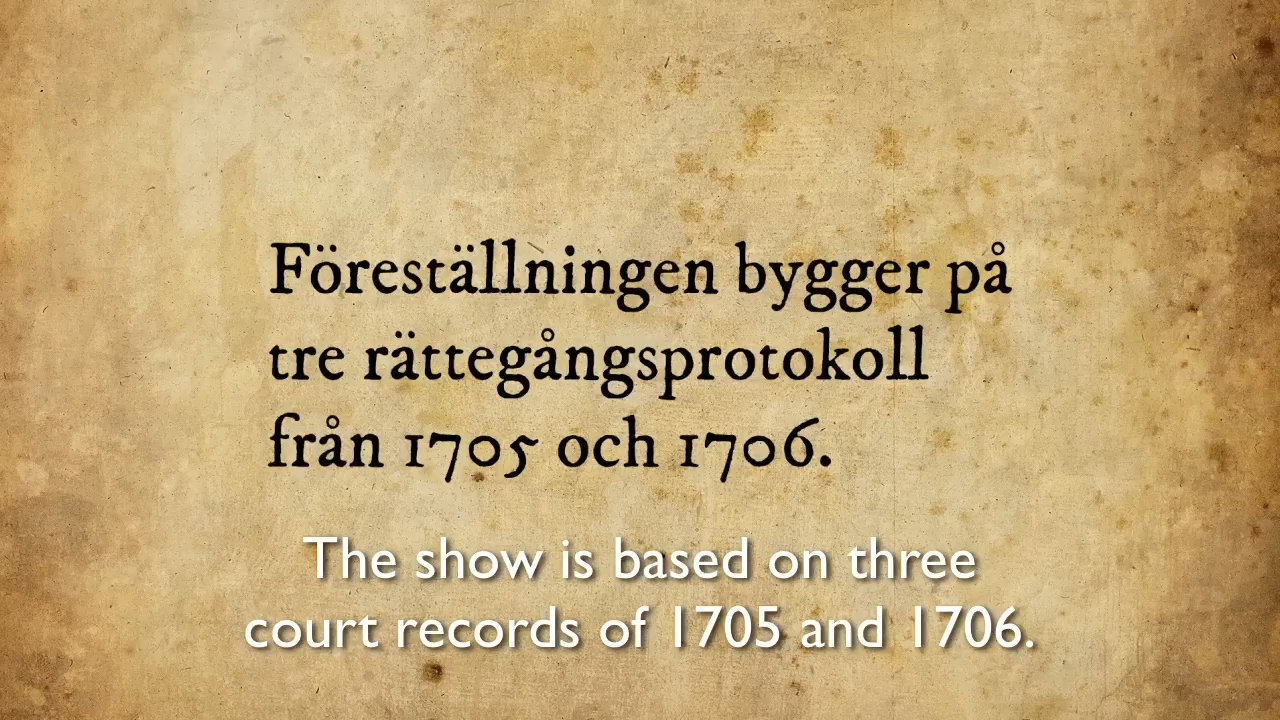 Föreställningen bygger på
tre rättegångsprotokoll
från 1705 och 1706.
The show is based on three
court records of 1705 and 1706.